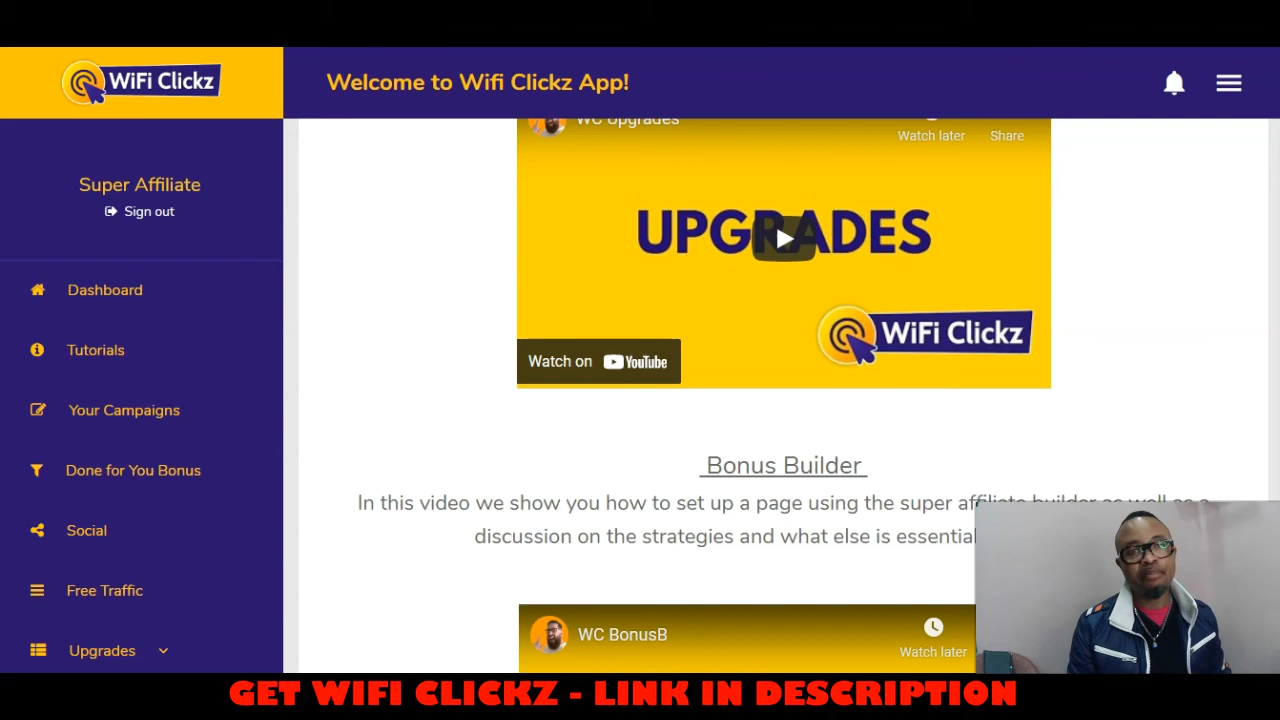 WiFi Clickz
Welcome to Wifi Clickz App!
Super Affiliate
Sign out
Dashboard
Tutorials
Your Campaigns
Done for You Bonus
Social
Free Traffic
Upgrades
WC Upgrades
Watch later
Share
UPGRADES
WiFi Clickz
Watch on YouTube
Bonus Builder
In this video we show you how to set up a page using the super affiliate builder as well as a
discussion on the strategies and what else is essential
WC BonusB
Watch later
GET WIFI CLICKZ - LINK IN DESCRIPTION